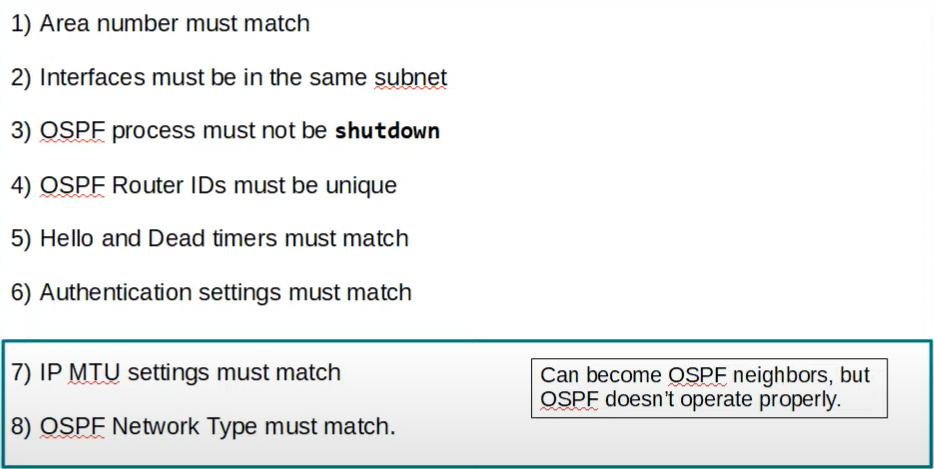 1) Area number must match
2) Interfaces must be in the same subnet
3) OSPF process must not be shutdown
4) OSPF Router IDs must be unique
5) Hello and Dead timers must match
6) Authentication settings must match
7) IP MTU settings must match
8) OSPF Network Type must match.
Can become OSPF neighbors, but
OSPF doesn't operate properly.